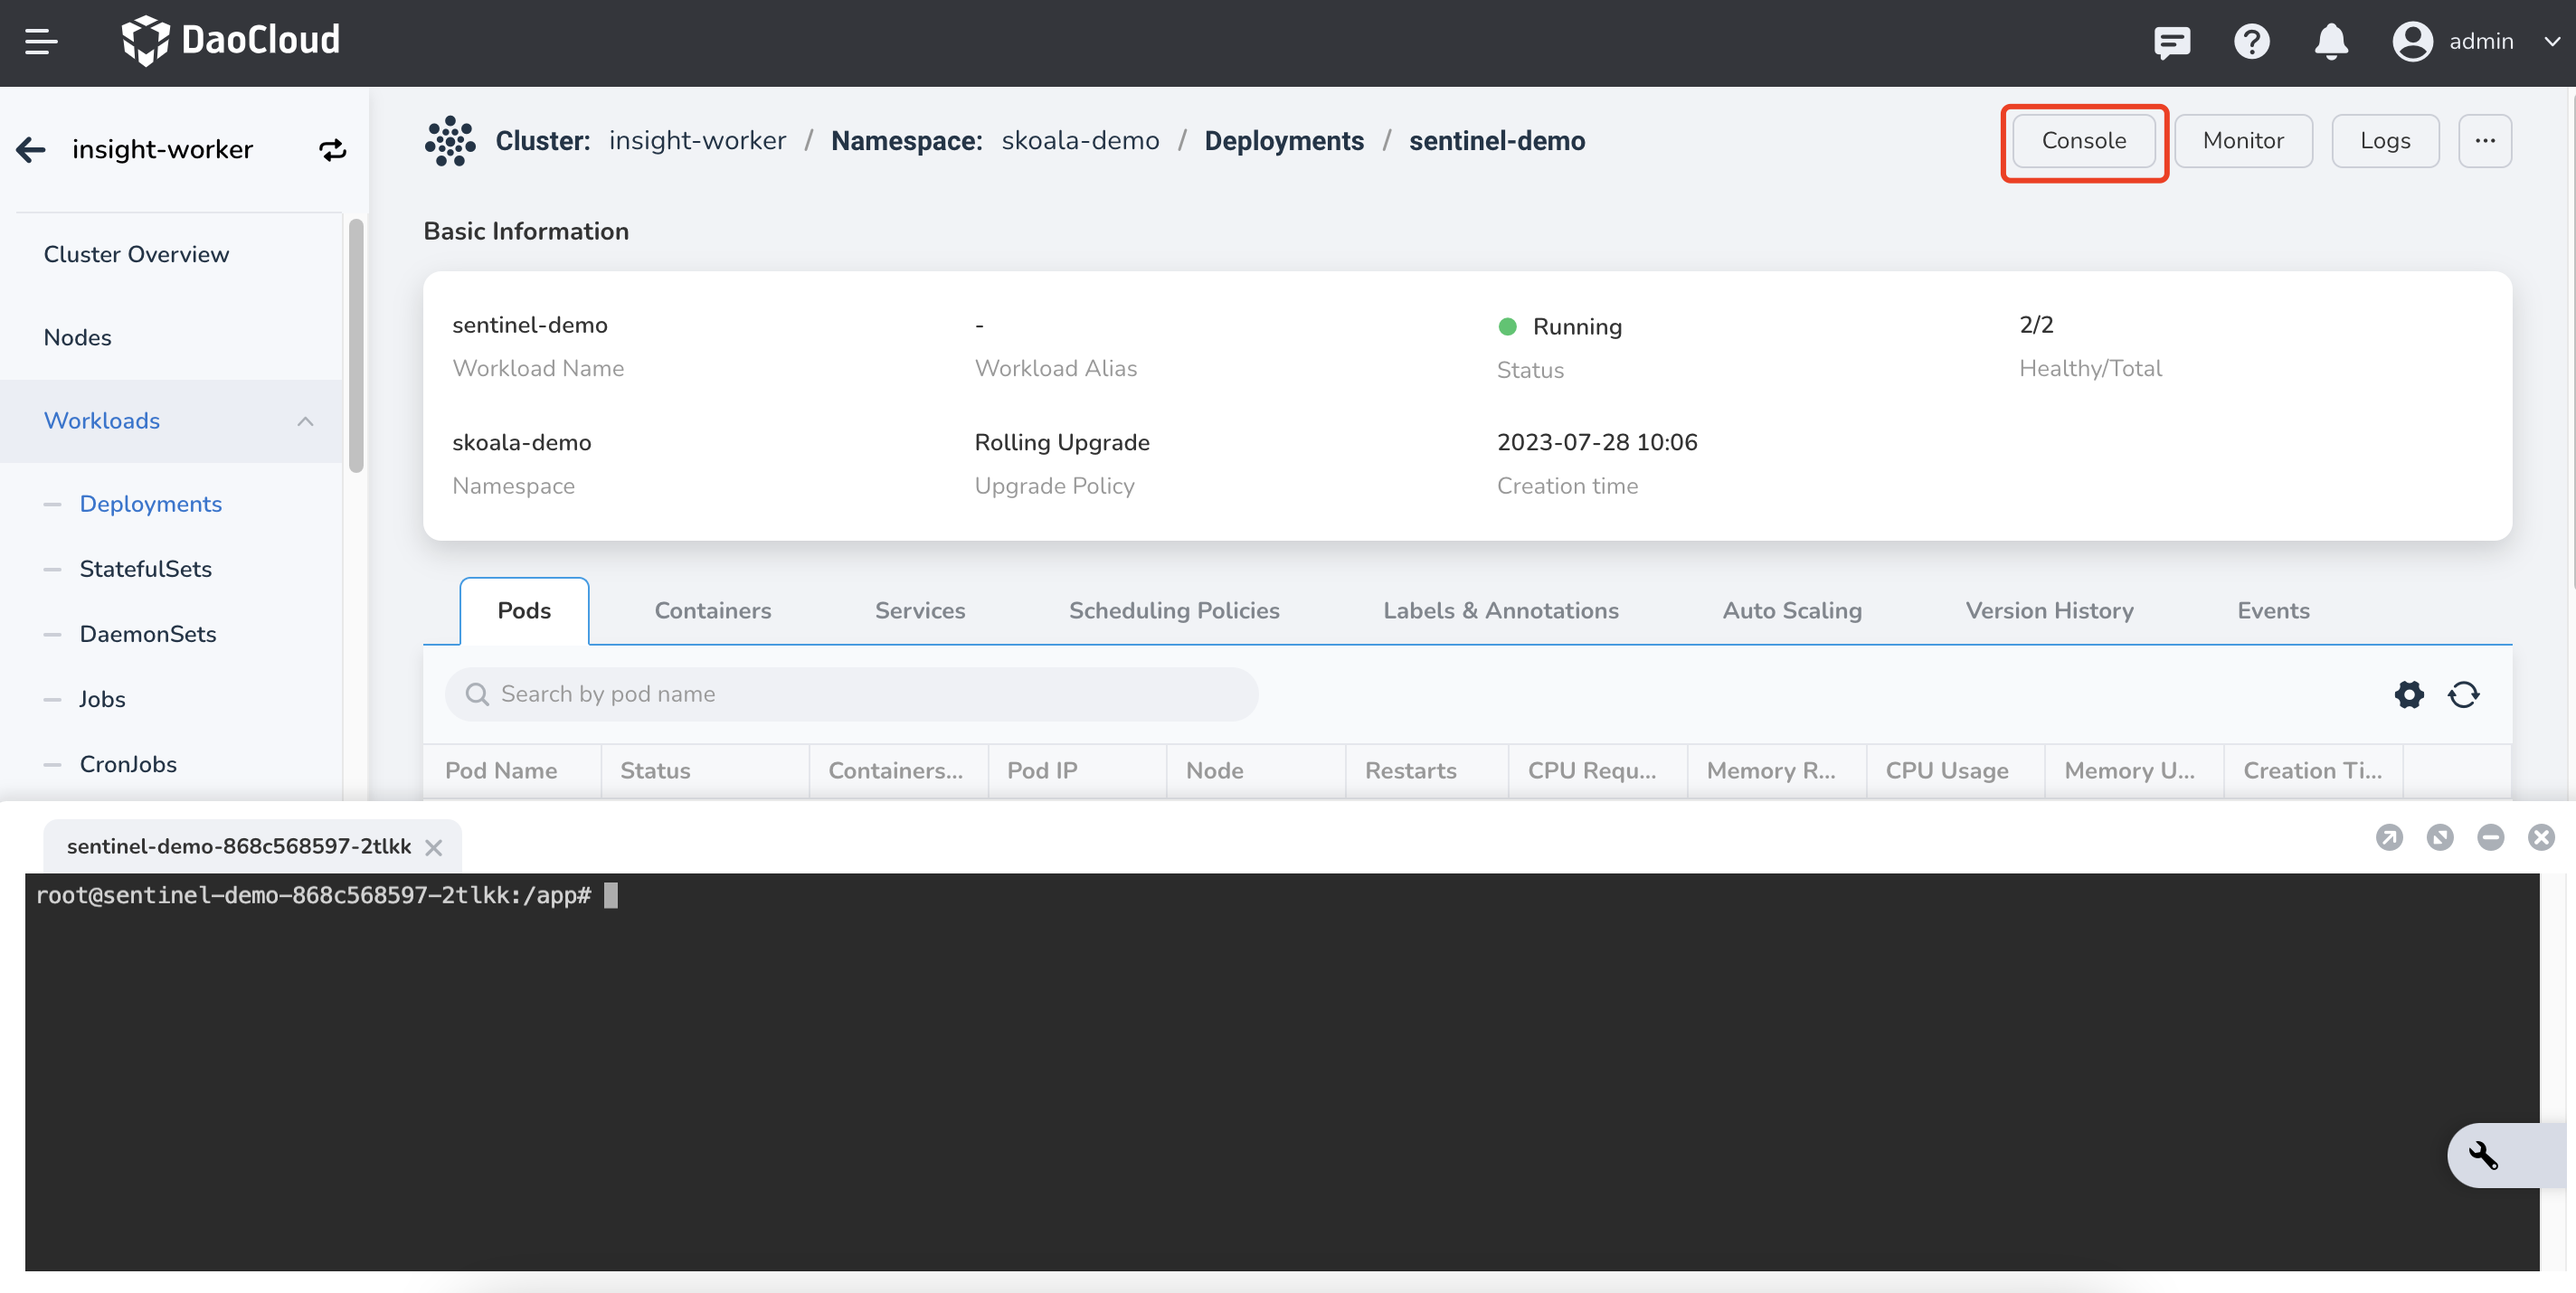 DaoCloud
admin
insight-worker
Cluster: insight-worker / Namespace: skoala-demo / Deployments / sentinel-demo
Console
Monitor
Logs
...
Cluster Overview
Nodes
Workloads
Deployments
StatefulSets
DaemonSets
Jobs
CronJobs
Basic Information
sentinel-demo
Workload Name
-
Workload Alias
Running
Status
2/2
Healthy/Total
skoala-demo
Namespace
Rolling Upgrade
Upgrade Policy
2023-07-28 10:06
Creation time
Pods Containers Services Scheduling Policies Labels & Annotations Auto Scaling Version History Events
Search by pod name
Pod Name Status Containers... Pod IP Node Restarts CPU Requ... Memory R... CPU Usage Memory U... Creation Ti...
sentinel-demo-868c568597-2tlkk
root@sentinel-demo-868c568597-2tlkk:/app#